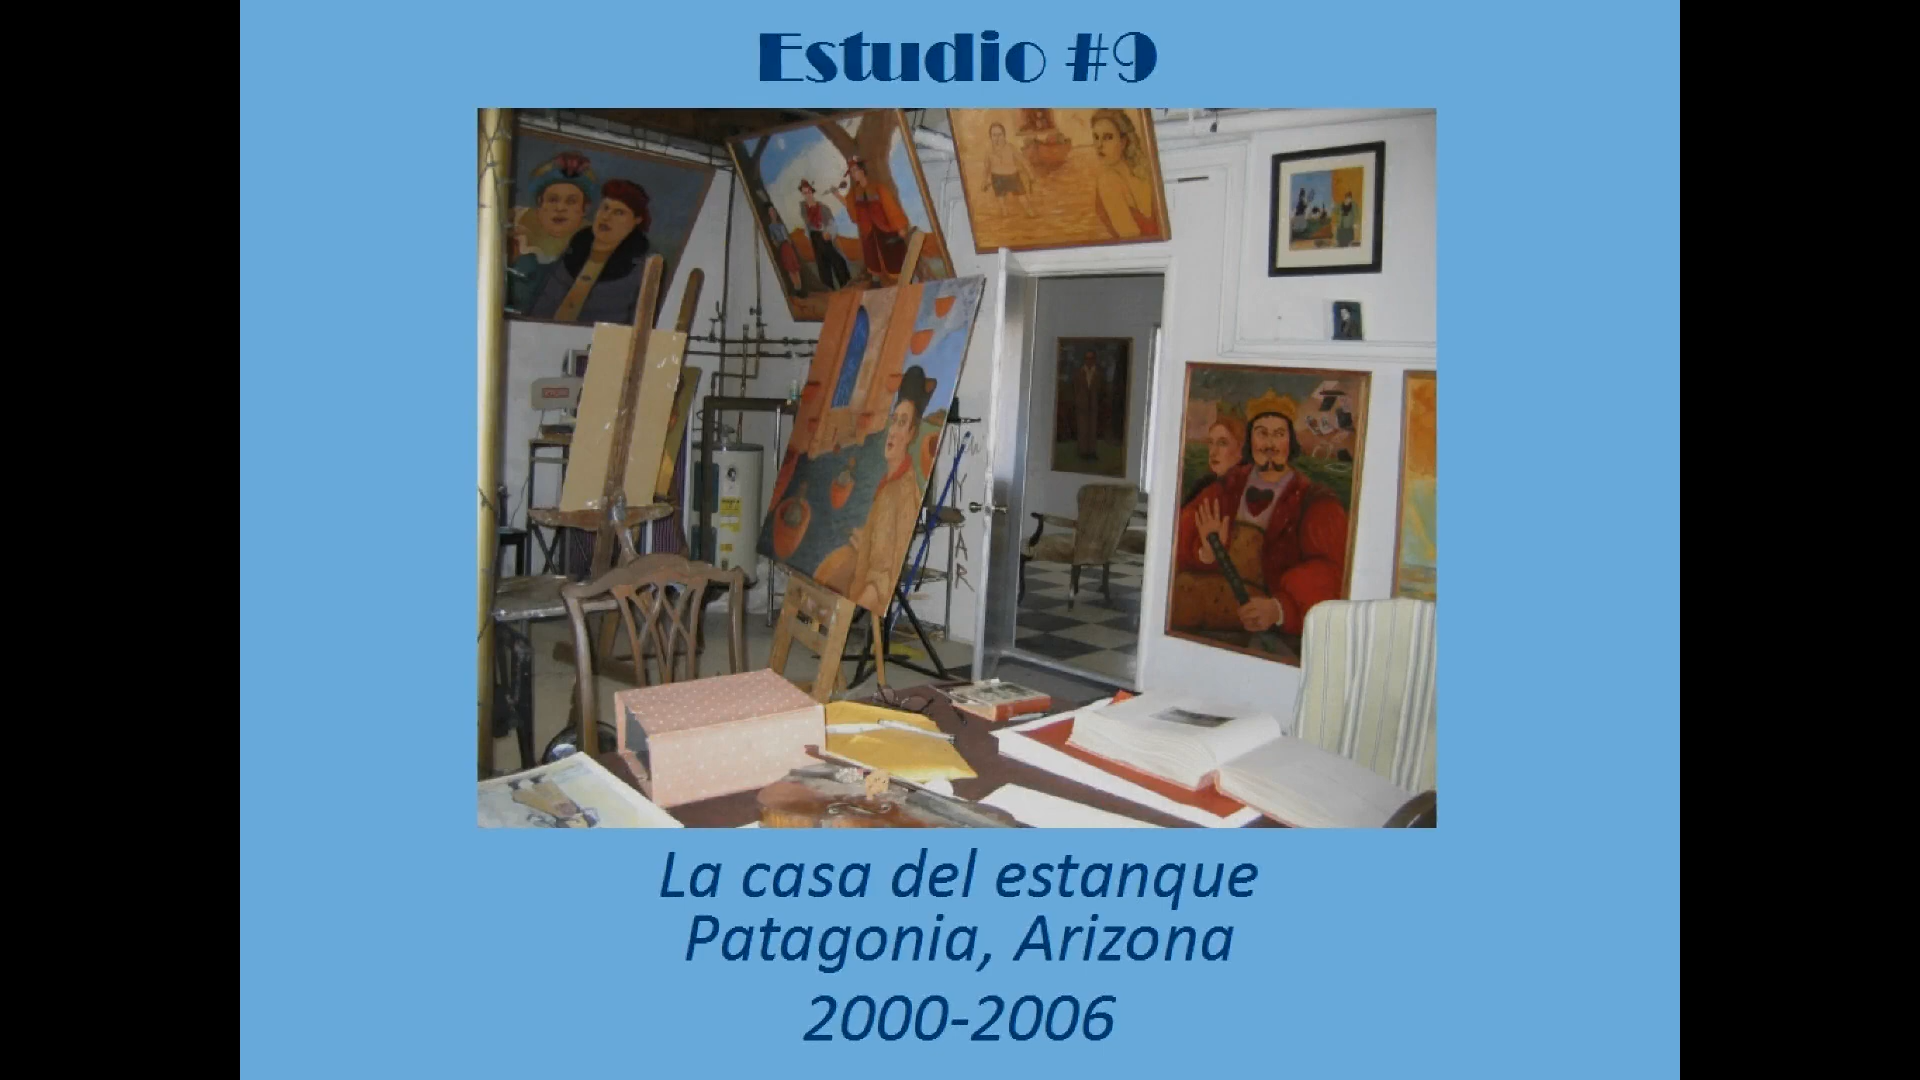 Estudio #9
La casa del estanque
Patagonia, Arizona
2000-2006